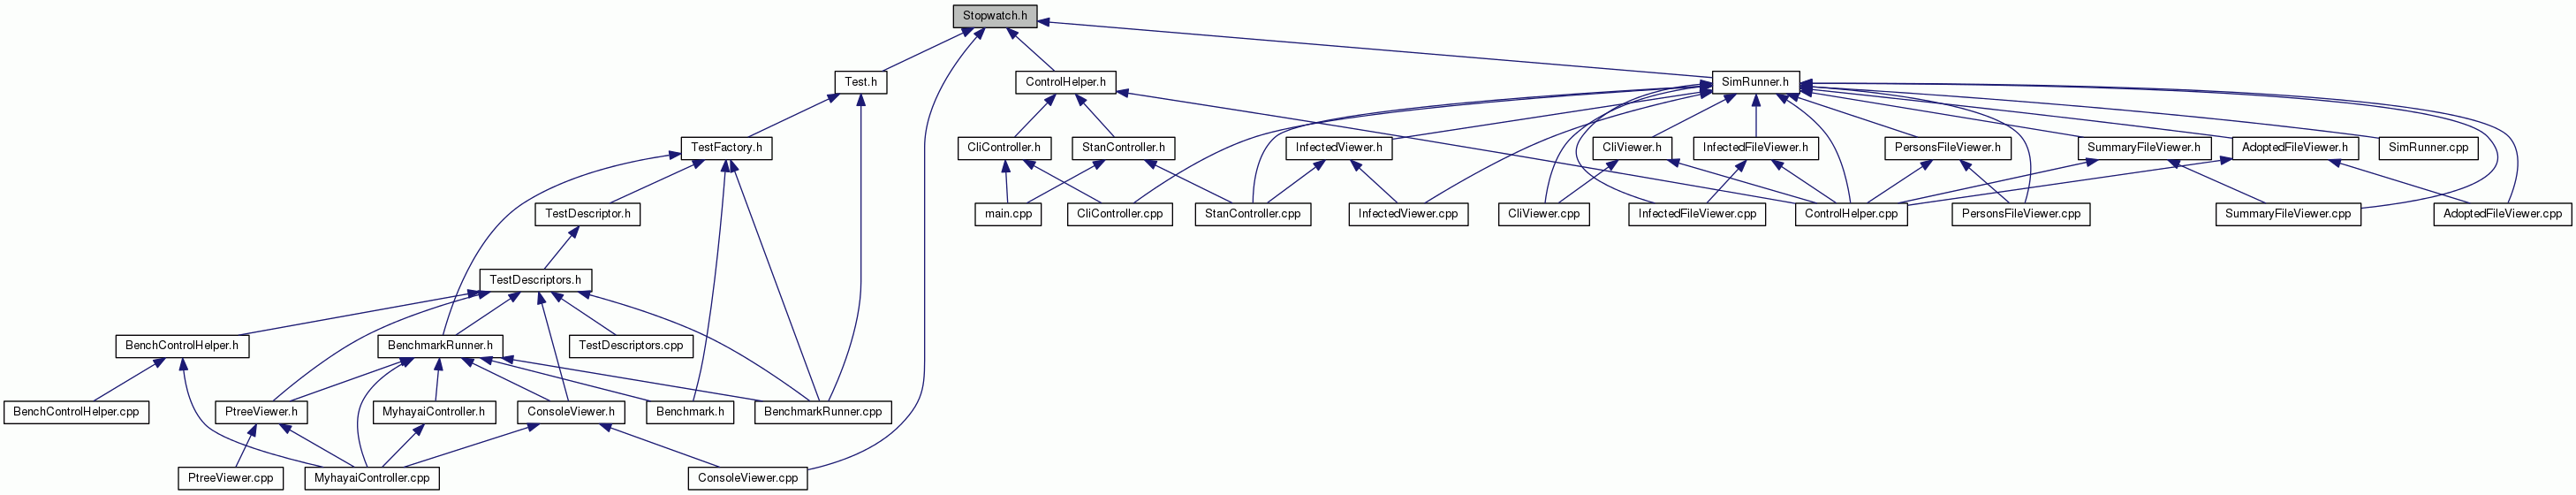 Stopwatch.h
Test.h
ControlHelper.h
SimRunner.h
TestFactory.h
CliController.h
StanController.h
InfectedViewer.h
CliViewer.h
InfectedFileViewer.h
PersonsFileViewer.h
SummaryFileViewer.h
AdoptedFileViewer.h
SimRunner.cpp
TestDescriptor.h
main.cpp
CliController.cpp
StanController.cpp
InfectedViewer.cpp
CliViewer.cpp
InfectedFileViewer.cpp
ControlHelper.cpp
PersonsFileViewer.cpp
SummaryFileViewer.cpp
AdoptedFileViewer.cpp
TestDescriptors.h
BenchControlHelper.h
BenchmarkRunner.h
TestDescriptors.cpp
BenchControlHelper.cpp
PtreeViewer.h
MyhayaiController.h
ConsoleViewer.h
Benchmark.h
BenchmarkRunner.cpp
PtreeViewer.cpp
MyhayaiController.cpp
ConsoleViewer.cpp